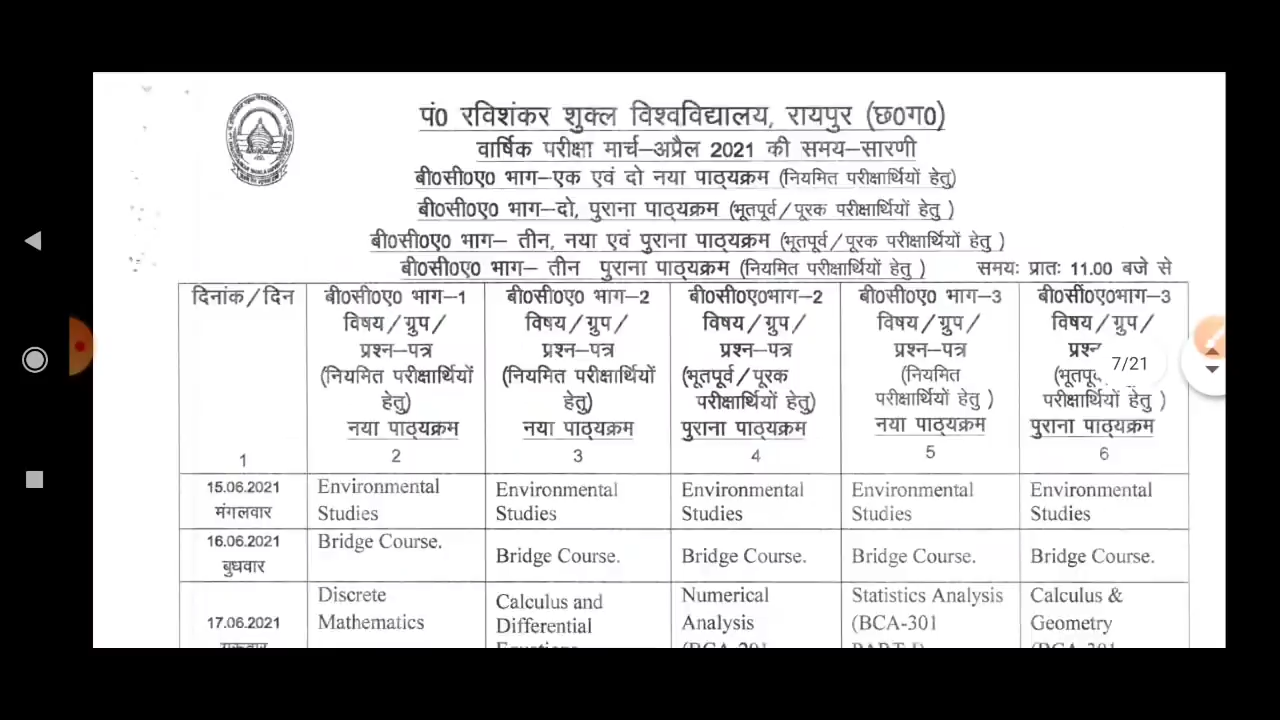 पं0 रविशंकर शुक्ल विश्वविद्यालय, रायपुर (छ0ग0)
वार्षिक परीक्षा मार्च–अप्रैल 2021 की समय–सारणी
बी0सी0ए0 भाग–एक एवं दो नया पाठ्यक्रम (नियमित परीक्षार्थियों हेतु)
बी0सी0ए0 भाग–दो, पुराना पाठ्यक्रम (भूतपूर्व/पूरक परीक्षार्थियों हेतु )
बी0सी0ए0 भाग– तीन, नया एवं पुराना पाठ्यक्रम (भूतपूर्व/पूरक परीक्षार्थियों हेतु )
बी0सी0ए0 भाग– तीन पुराना पाठ्यक्रम (नियमित परीक्षार्थियों हेतु ) समयः प्रातः 11.00 बजे से
दिनांक/दिन बी0सी0ए0 भाग–1 बी0सी0ए0 भाग–2 बी0सी0ए0भाग–2 बी0सी0ए0 भाग–3 बी0सीं0ए0भाग–3
विषय/ग्रुप/ विषय/ग्रुप/ विषय/ग्रुप/ विषय/ग्रुप/ विषय/ग्रुप/
प्रश्न–पत्र प्रश्न–पत्र प्रश्न–पत्र प्रश्न–पत्र 7/21
(नियमित परीक्षार्थियों (नियमित परीक्षार्थियों (भूतपूर्व/पूरक (नियमित
हेतु) हेतु) परीक्षार्थियों हेतु) परीक्षार्थियों हेतु ) परीक्षार्थियों हेतु )
नया पाठ्यक्रम नया पाठ्यक्रम पुराना पाठ्यक्रम नया पाठ्यक्रम पुराना पाठ्यक्रम
1 2 3 4 5 6
15.06.2021 Environmental Environmental Environmental Environmental Environmental
मंगलवार Studies Studies Studies Studies Studies
16.06.2021 Bridge Course. Bridge Course. Bridge Course. Bridge Course. Bridge Course.
बुधवार
Discrete Calculus and Numerical Statistics Analysis Calculus &
17.06.2021 Mathematics Differential Analysis (BCA-301 Geometry